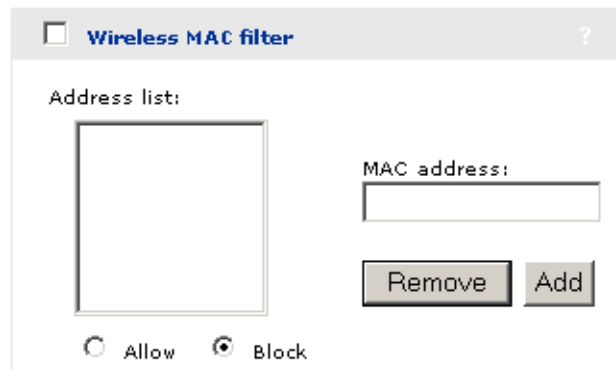 Wireless MAC filter ?
Address list:
MAC address:
Remove Add
Allow Block